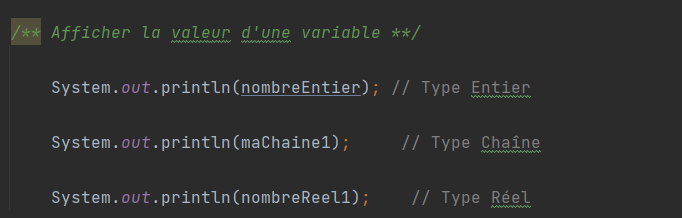 /** Afficher la valeur d'une variable **/
System.out.println(nombreEntier); // Type Entier
System.out.println(maChaine1); // Type Chaîne
System.out.println(nombreReel1); // Type Réel